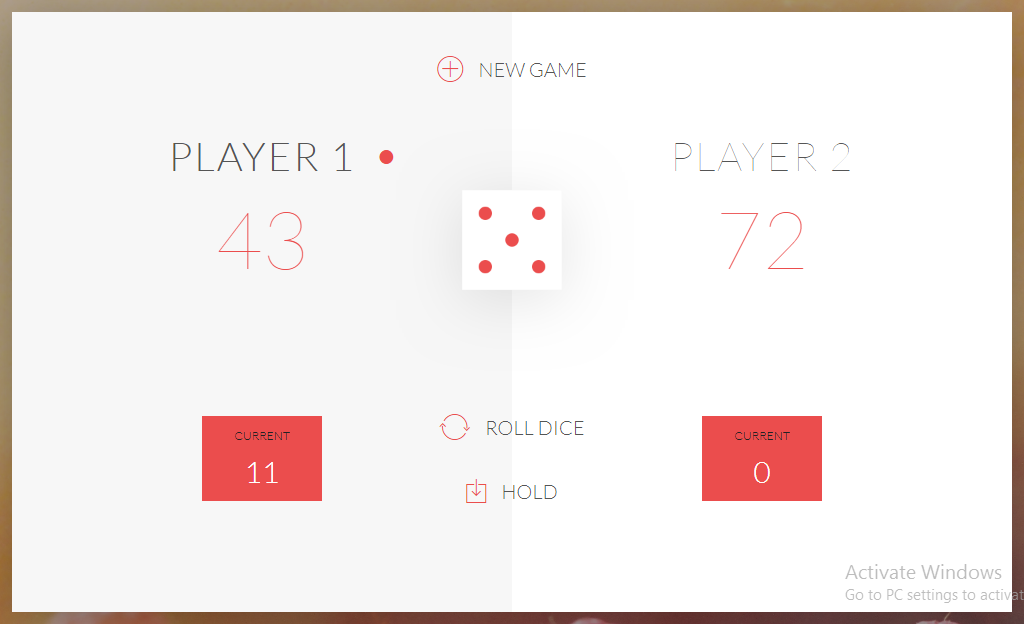 NEW GAME
PLAYER 1
PLAYER 2
43
72
CURRENT
11
ROLL DICE
HOLD
CURRENT
0
Activate Windows
Go to PC settings to activat